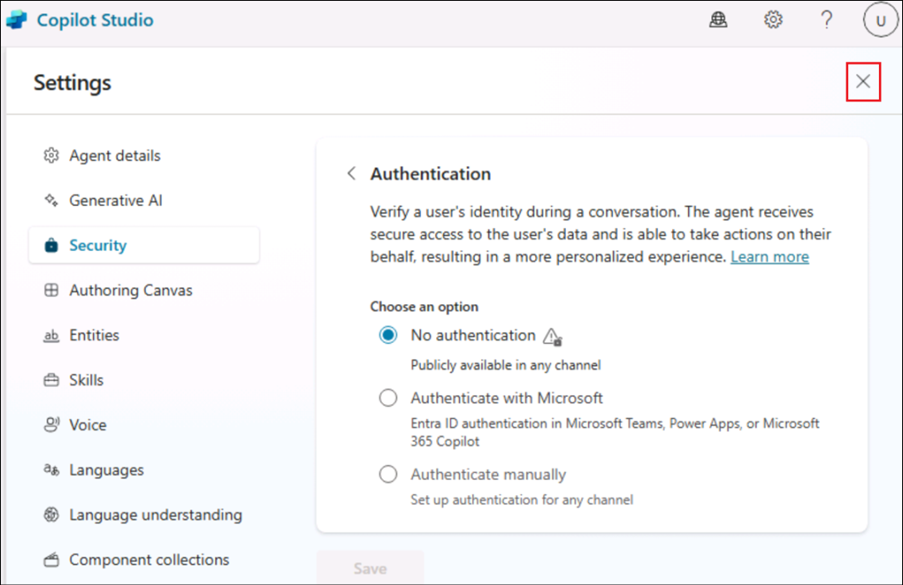 Copilot Studio
?
U
Settings
Agent details
Generative AI
Security
Authoring Canvas
ab Entities
Skills
Voice
Languages
Language understanding
Component collections
Authentication
Verify a user's identity during a conversation. The agent receives
secure access to the user's data and is able to take actions on their
behalf, resulting in a more personalized experience. Learn more
Choose an option
No authentication
Publicly available in any channel
Authenticate with Microsoft
Entra ID authentication in Microsoft Teams, Power Apps, or Microsoft
365 Copilot
Authenticate manually
Set up authentication for any channel
Save